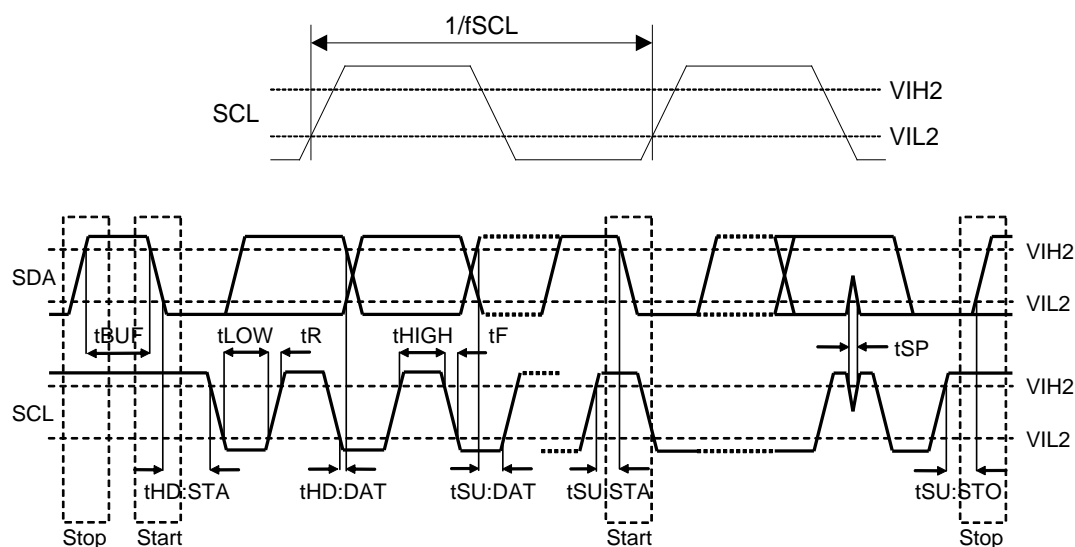 1/fSCL
VIH2
SCL
VIL2
VIH2
SDA
VIL2
tBUF tLOW tR tHIGH tF tSP
VIH2
SCL
VIL2
tHD:STA tHD:DAT tSU:DAT tSU:STA tSU:STO
Stop Start Start Stop